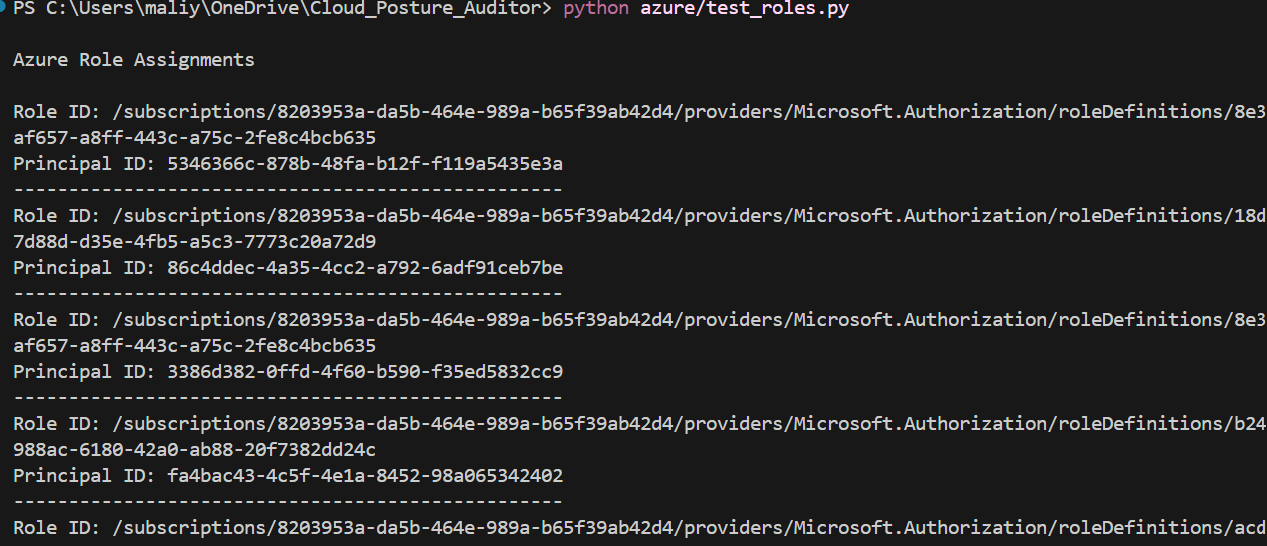 PS C:\Users\maliy\OneDrive\Cloud_Posture_Auditor> python azure/test_roles.py
Azure Role Assignments
Role ID: /subscriptions/8203953a-da5b-464e-989a-b65f39ab42d4/providers/Microsoft.Authorization/roleDefinitions/8e3
af657-a8ff-443c-a75c-2fe8c4bcb635
Principal ID: 5346366c-878b-48fa-b12f-f119a5435e3a
--------------------------------------------------
Role ID: /subscriptions/8203953a-da5b-464e-989a-b65f39ab42d4/providers/Microsoft.Authorization/roleDefinitions/18d
7d88d-d35e-4fb5-a5c3-7773c20a72d9
Principal ID: 86c4ddec-4a35-4cc2-a792-6adf91ceb7be
--------------------------------------------------
Role ID: /subscriptions/8203953a-da5b-464e-989a-b65f39ab42d4/providers/Microsoft.Authorization/roleDefinitions/8e3
af657-a8ff-443c-a75c-2fe8c4bcb635
Principal ID: 3386d382-0ffd-4f60-b590-f35ed5832cc9
--------------------------------------------------
Role ID: /subscriptions/8203953a-da5b-464e-989a-b65f39ab42d4/providers/Microsoft.Authorization/roleDefinitions/b24
988ac-6180-42a0-ab88-20f7382dd24c
Principal ID: fa4bac43-4c5f-4e1a-8452-98a065342402
--------------------------------------------------
Role ID: /subscriptions/8203953a-da5b-464e-989a-b65f39ab42d4/providers/Microsoft.Authorization/roleDefinitions/acd